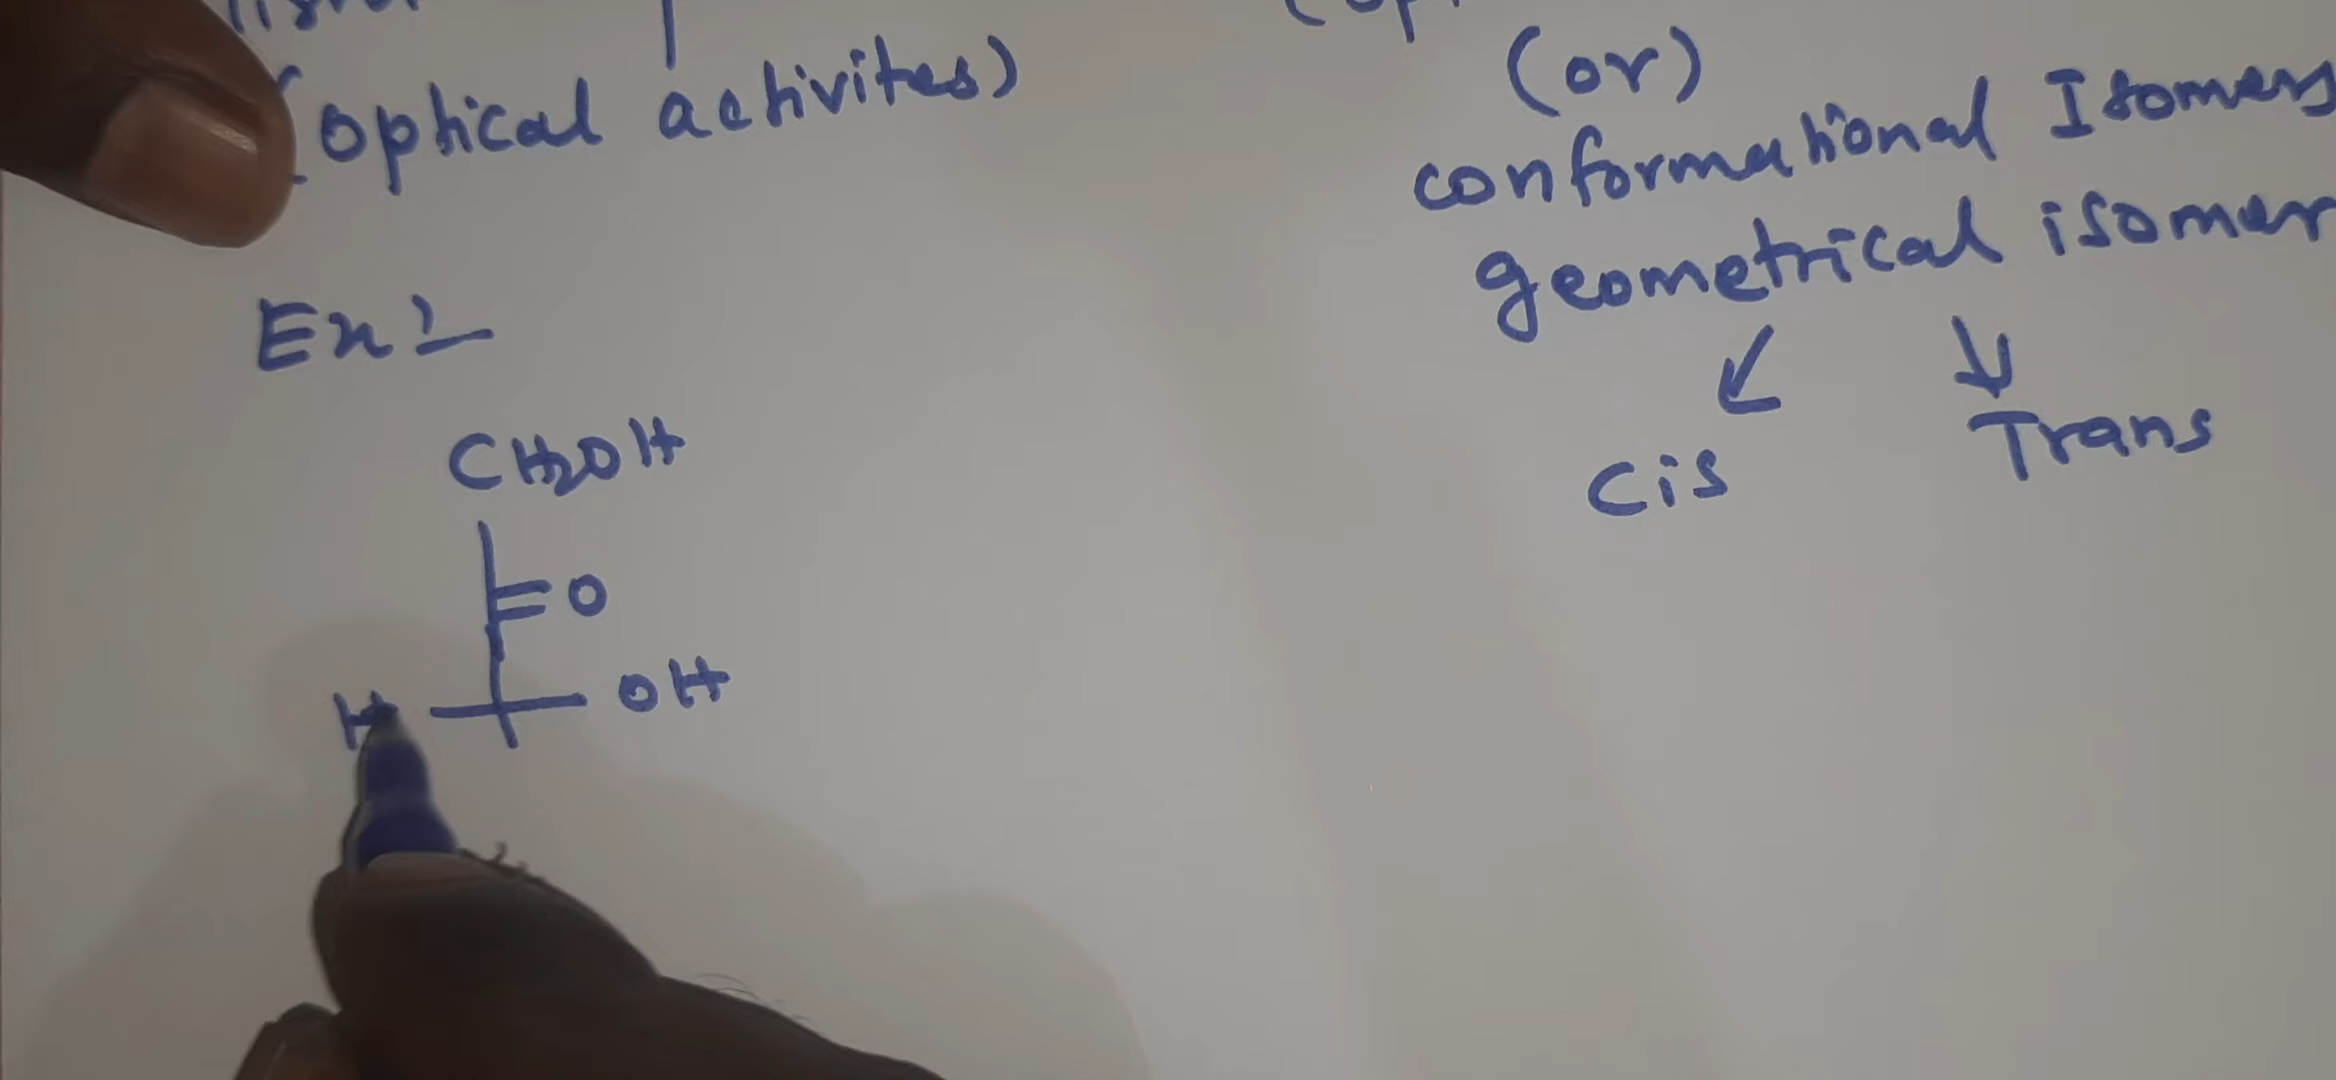 (optical activites)
Ex :-
CH2OH
=O
H OH
(or)
conformational Isomers
geometrical isomer
Cis Trans